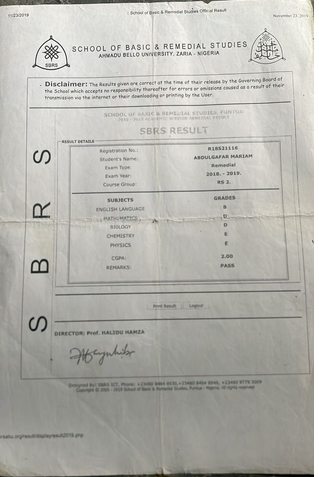 11/23/2019
School of Basic & Remedial Studies Official Result
November 23, 2019
SCHOOL OF BASIC & REMEDIAL STUDIES
AHMADU BELLO UNIVERSITY, ZARIA - NIGERIA
SBRS
Disclaimer: The Results given are correct at the time of their release by the Governing Board of
the School which accepts no responsibility thereafter for errors or omissions caused as a result of their
transmission via the internet or their downloading or printing by the User.
SCHOOL OF BASIC & REMEDIAL STUDIES, FUNTUA
SBRS RESULT
RESULT DETAILS
Registration No.:
Student's Name: ABDULGAFAR MARIAM
Exam Type Remedial
Exam Year: 2018 - 2019.
Course Group: RS 2.
SUBJECTS GRADES
ENGLISH LANGUAGE B
MATHEMATICS D
BIOLOGY D
CHEMISTRY E
PHYSICS E
CGPA: 2.00
REMARKS: PASS
SBRS
Print Result | Logout
DIRECTOR: Prof. HALIDU HAMZA
Designed By: SBRS ICT, Phone: